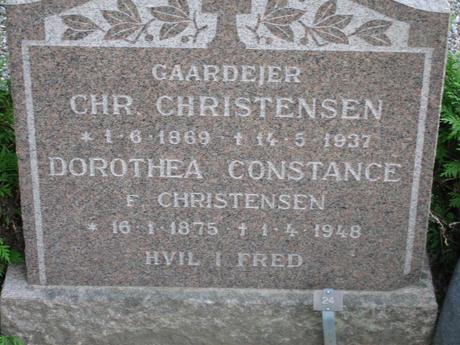 GAARDEJER
CHR. CHRISTENSEN
* 1·6·1869 + 14·5·1937
DOROTHEA CONSTANCE
F. CHRISTENSEN
* 16·1·1875 + 1·4·1948
HVIL I FRED
24